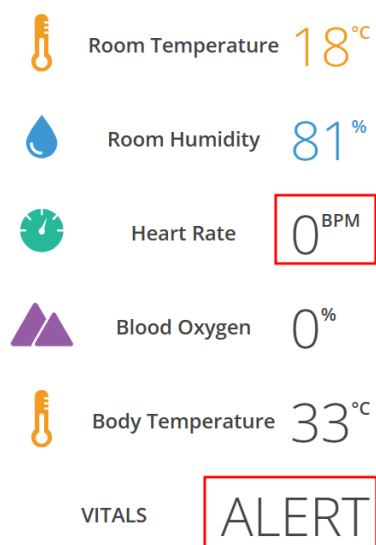 Room Temperature 18°C
Room Humidity 81%
Heart Rate 0BPM
Blood Oxygen 0%
Body Temperature 33°C
VITALS ALERT